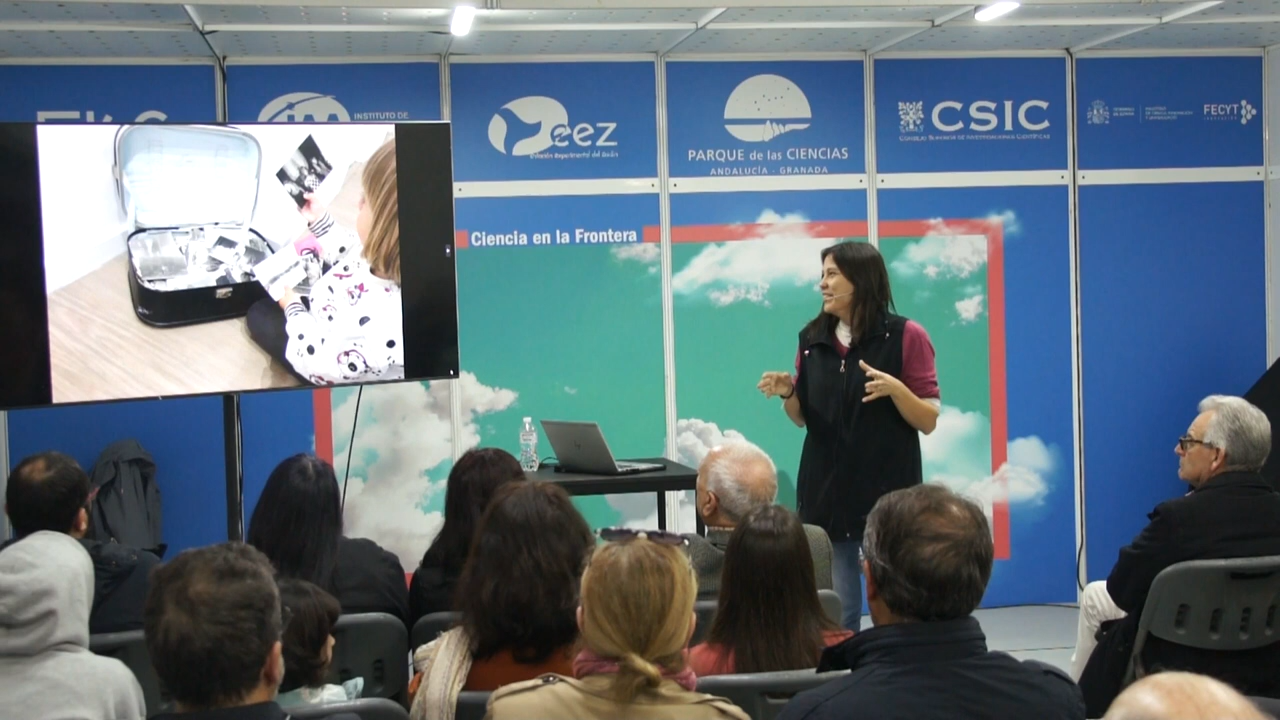 INSTITUTO DE
eez
Estación Experimental del Zaidín
PARQUE de las CIENCIAS
ANDALUCÍA - GRANADA
CSIC
CONSEJO SUPERIOR DE INVESTIGACIONES CIENTÍFICAS
FECYT
Ciencia en la Frontera